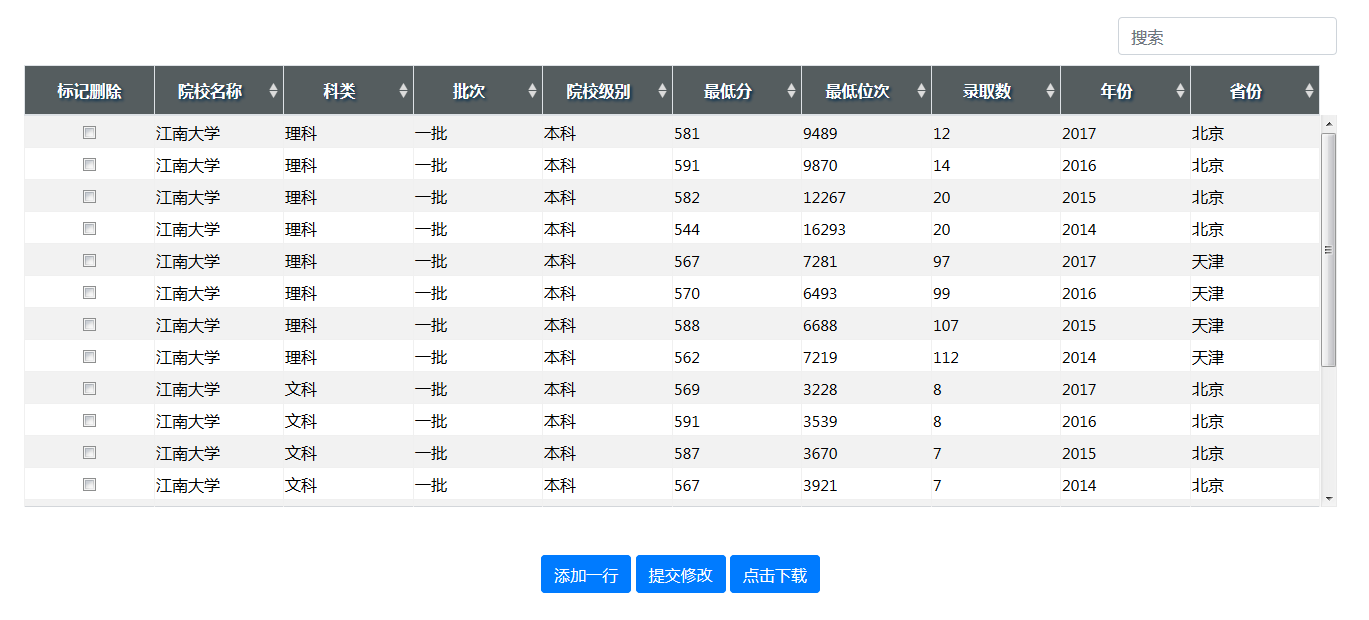 搜索
标记删除 院校名称 科类 批次 院校级别 最低分 最低位次 录取数 年份 省份
江南大学 理科 一批 本科 581 9489 12 2017 北京
江南大学 理科 一批 本科 591 9870 14 2016 北京
江南大学 理科 一批 本科 582 12267 20 2015 北京
江南大学 理科 一批 本科 544 16293 20 2014 北京
江南大学 理科 一批 本科 567 7281 97 2017 天津
江南大学 理科 一批 本科 570 6493 99 2016 天津
江南大学 理科 一批 本科 588 6688 107 2015 天津
江南大学 理科 一批 本科 562 7219 112 2014 天津
江南大学 文科 一批 本科 569 3228 8 2017 北京
江南大学 文科 一批 本科 591 3539 8 2016 北京
江南大学 文科 一批 本科 587 3670 7 2015 北京
江南大学 文科 一批 本科 567 3921 7 2014 北京
添加一行 提交修改 点击下载